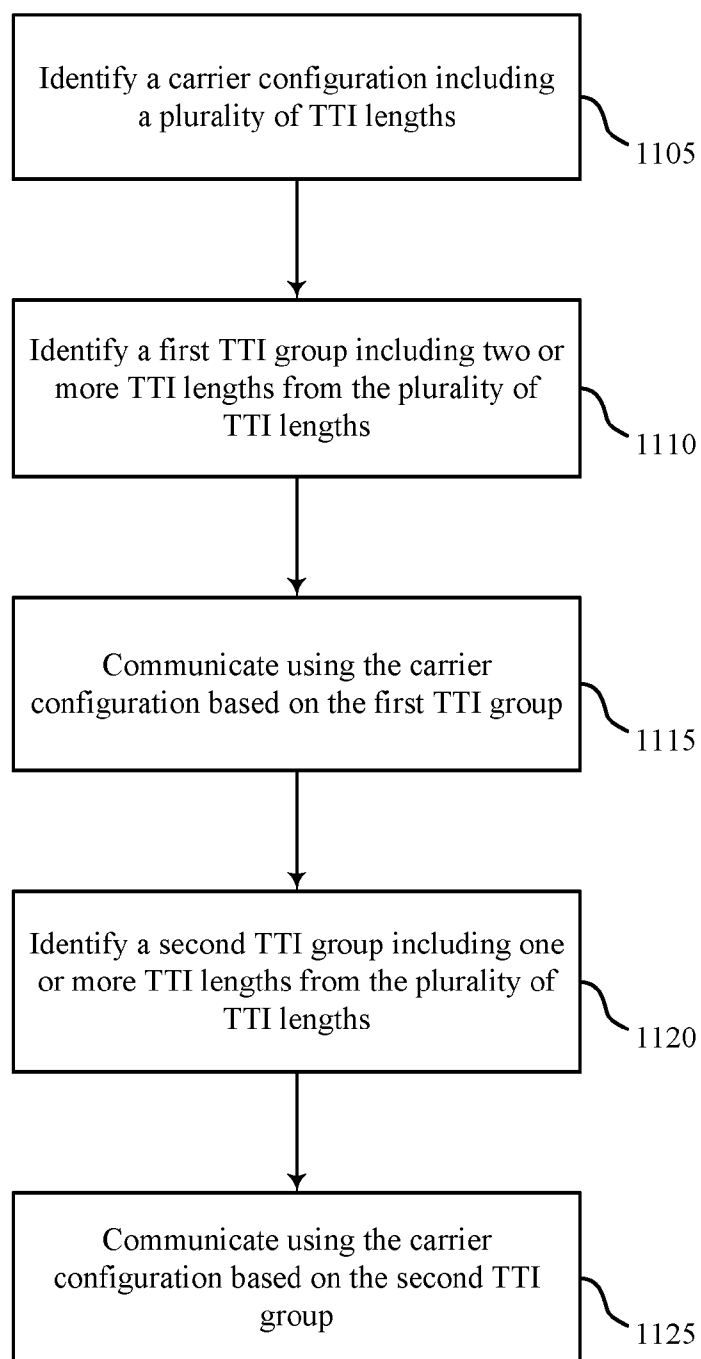 Identify a carrier configuration including
a plurality of TTI lengths
1105
Identify a first TTI group including two or
more TTI lengths from the plurality of
TTI lengths
1110
Communicate using the carrier
configuration based on the first TTI group
1115
Identify a second TTI group including one
or more TTI lengths from the plurality of
TTI lengths
1120
Communicate using the carrier
configuration based on the second TTI
group
1125